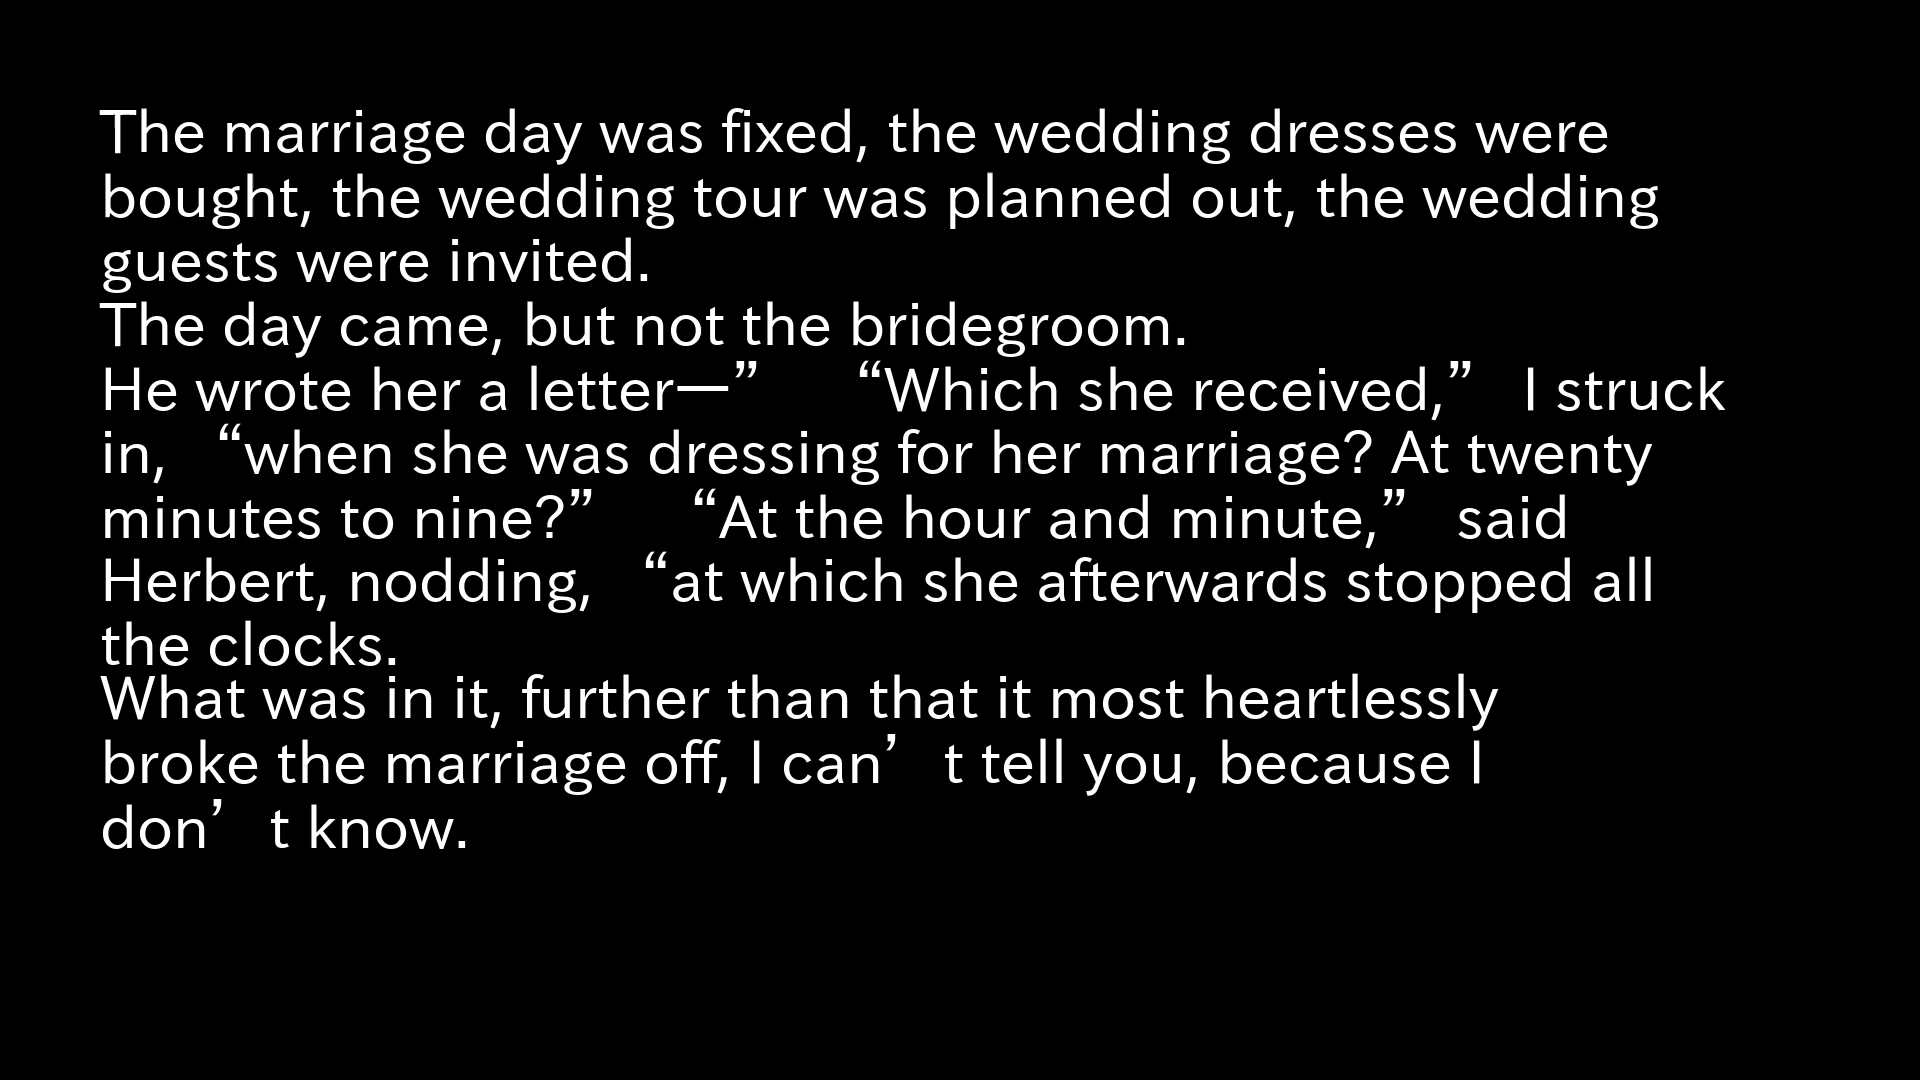 The marriage day was fixed, the wedding dresses were
bought, the wedding tour was planned out, the wedding
guests were invited.
The day came, but not the bridegroom.
He wrote her a letter—” “Which she received,” I struck
in, “when she was dressing for her marriage? At twenty
minutes to nine?” “At the hour and minute,” said
Herbert, nodding, “at which she afterwards stopped all
the clocks.
What was in it, further than that it most heartlessly
broke the marriage off, I can’t tell you, because I
don’t know.